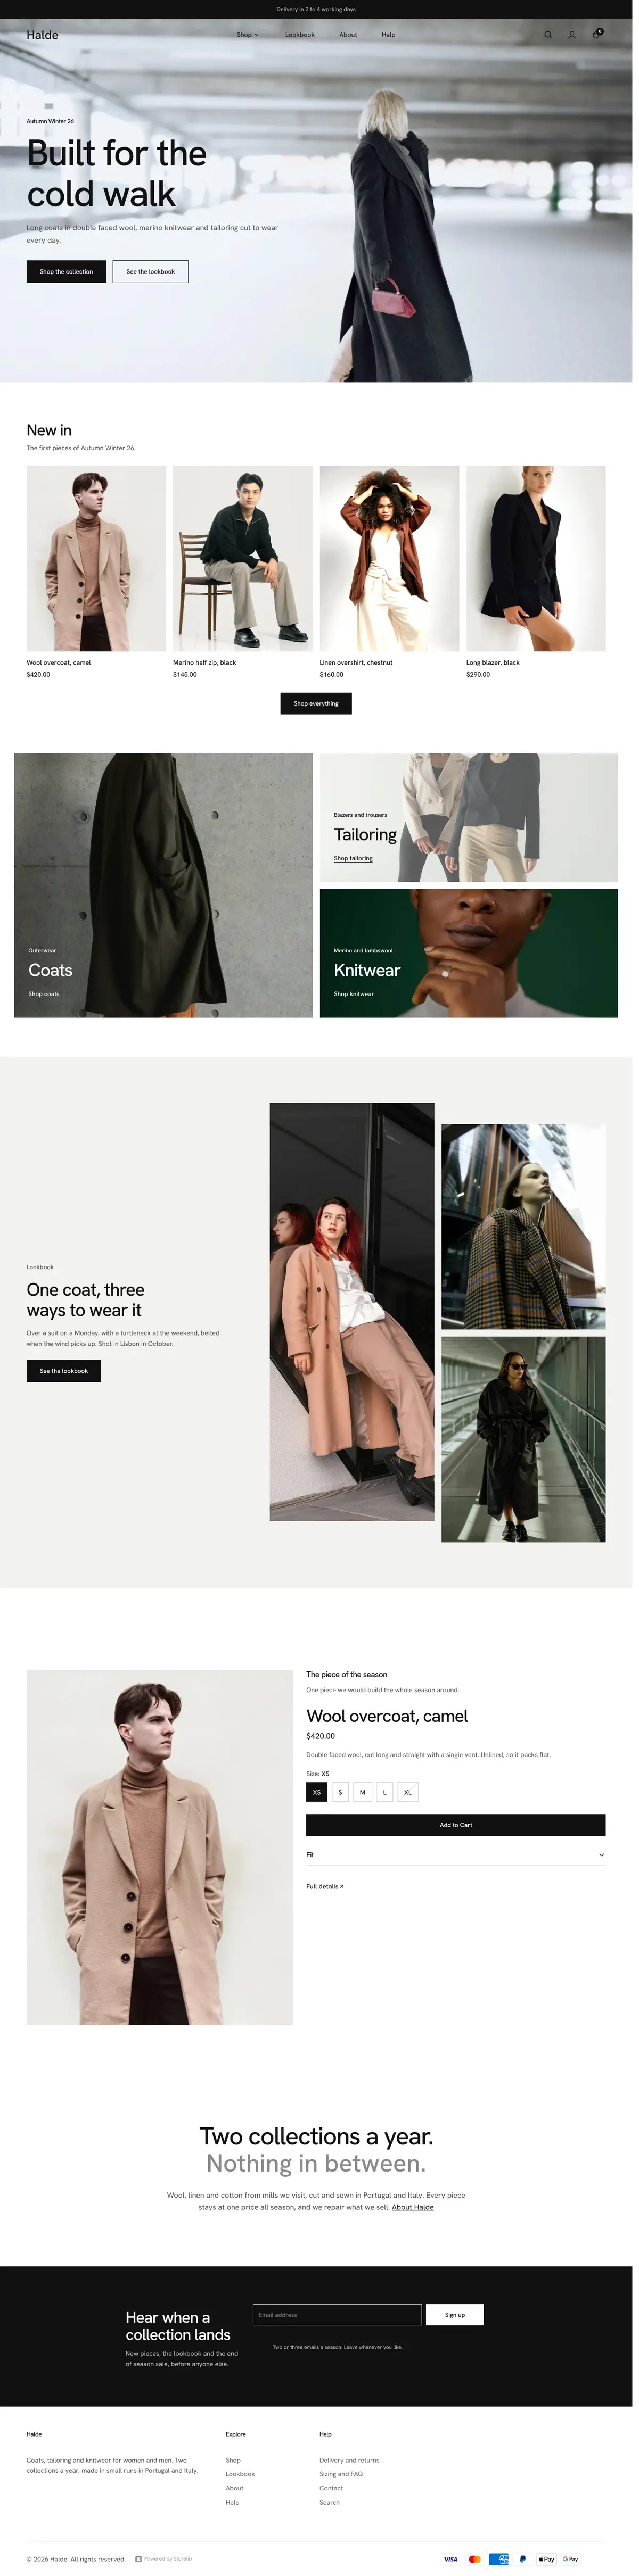 Delivery in 2 to 4 working days
Halde
Shop
Lookbook
About
Help
0
Autumn Winter 26
Built for the
cold walk
Long coats in double faced wool, merino knitwear and tailoring cut to wear
every day.
Shop the collection
See the lookbook
New in
The first pieces of Autumn Winter 26.
Wool overcoat, camel
$420.00
Merino half zip, black
$145.00
Linen overshirt, chestnut
$160.00
Long blazer, black
$290.00
Shop everything
Outerwear
Coats
Shop coats
Blazers and trousers
Tailoring
Shop tailoring
Merino and lambswool
Knitwear
Shop knitwear
Lookbook
One coat, three
ways to wear it
Over a suit on a Monday, with a turtleneck at the weekend, belted
when the wind picks up. Shot in Lisbon in October.
See the lookbook
The piece of the season
One piece we would build the whole season around.
Wool overcoat, camel
$420.00
Double faced wool, cut long and straight with a single vent. Unlined, so it packs flat.
Size: XS
XS
S
M
L
XL
Add to Cart
Fit
Full details
Two collections a year.
Nothing in between.
Wool, linen and cotton from mills we visit, cut and sewn in Portugal and Italy. Every piece
stays at one price all season, and we repair what we sell. About Halde
Hear when a
collection lands
New pieces, the lookbook and the end
of season sale, before anyone else.
Email address
Sign up
Two or three emails a season. Leave whenever you like.
Halde
Coats, tailoring and knitwear for women and men. Two
collections a year, made in small runs in Portugal and Italy.
Explore
Shop
Lookbook
About
Help
Help
Delivery and returns
Sizing and FAQ
Contact
Search
© 2026 Halde. All rights reserved.
Powered by
VISA
Pay
G Pay